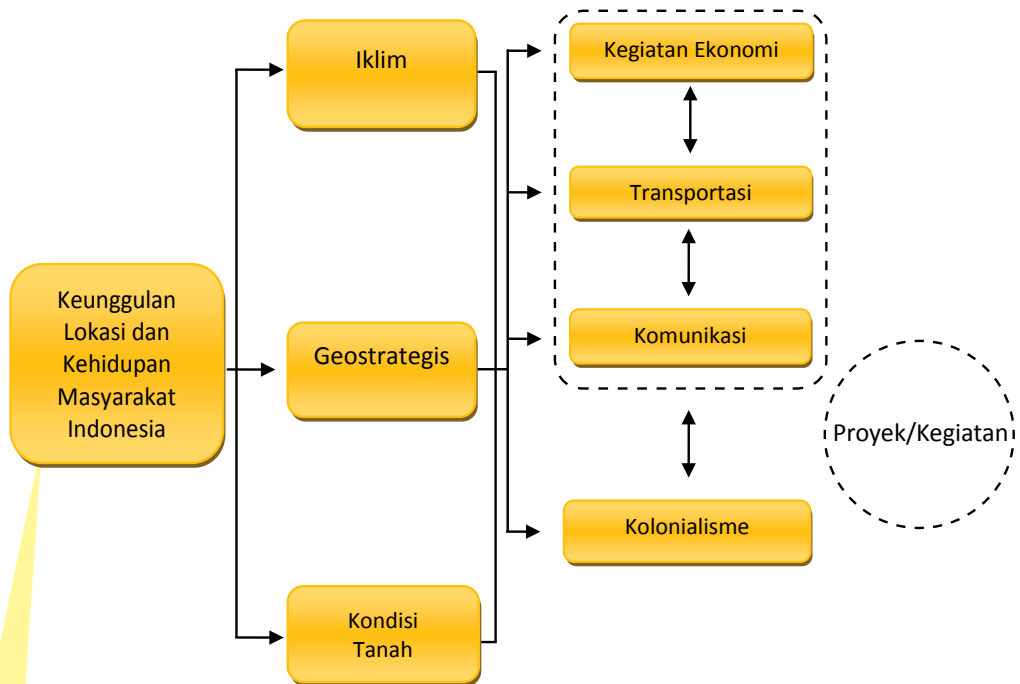 Keunggulan
Lokasi dan
Kehidupan
Masyarakat
Indonesia
Iklim
Geostrategis
Kondisi
Tanah
Kegiatan Ekonomi
Transportasi
Komunikasi
Kolonialisme
Proyek/Kegiatan